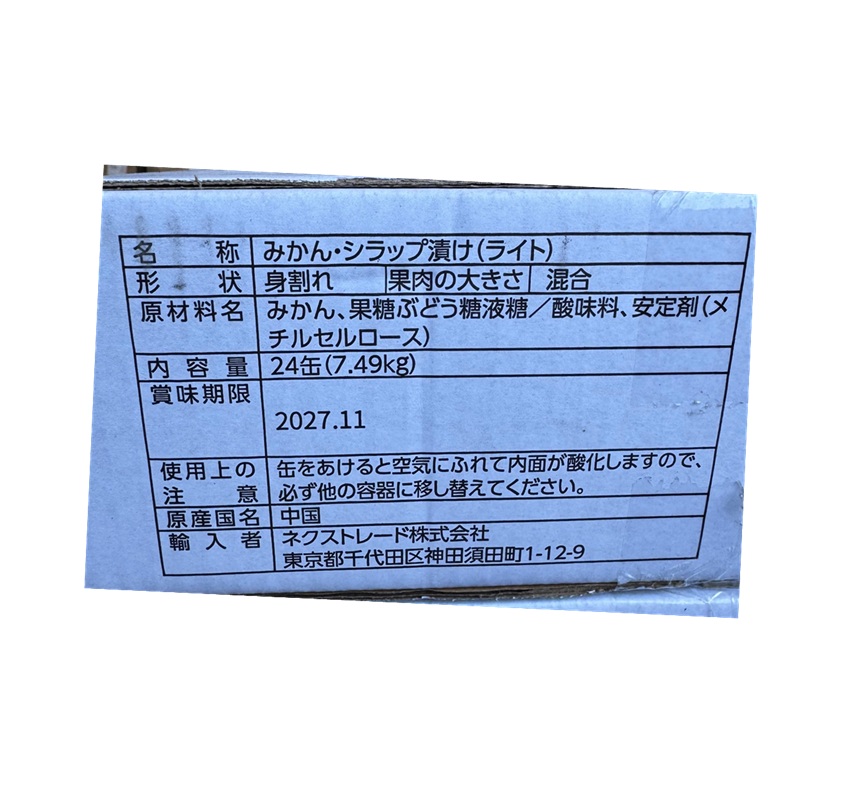 名称 みかん・シラップ漬け(ライト)
形状 身割れ 果肉の大きさ 混合
原材料名 みかん、果糖ぶどう糖液糖／酸味料、安定剤(メ
チルセルロース)
内容量 24缶(7.49kg)
賞味期限
2027.11
使用上の 缶をあけると空気にふれて内面が酸化しますので、
注意 必ず他の容器に移し替えてください。
原産国名 中国
輸入者 ネクストレード株式会社
東京都千代田区神田須田町1-12-9